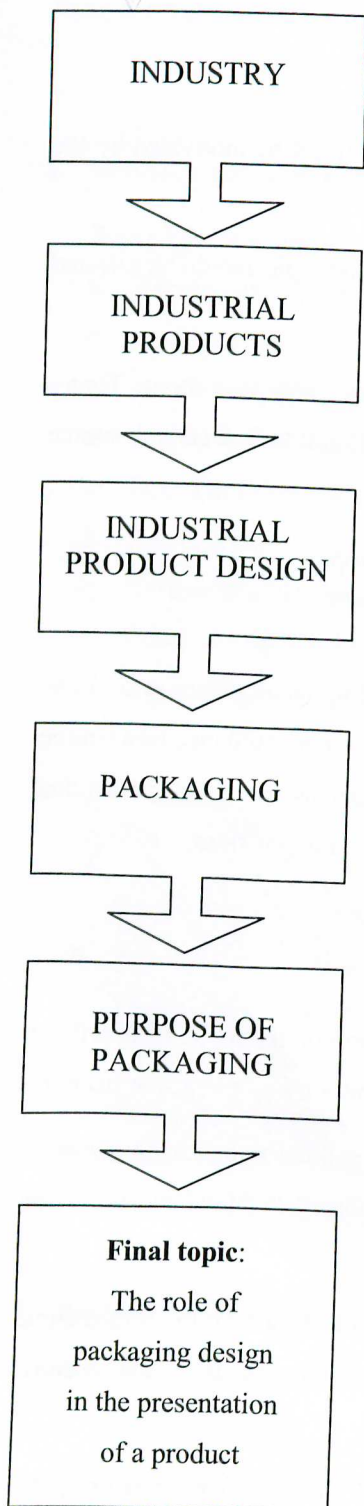 INDUSTRY
INDUSTRIAL
PRODUCTS
INDUSTRIAL
PRODUCT DESIGN
PACKAGING
PURPOSE OF
PACKAGING
Final topic:
The role of
packaging design
in the presentation
of a product